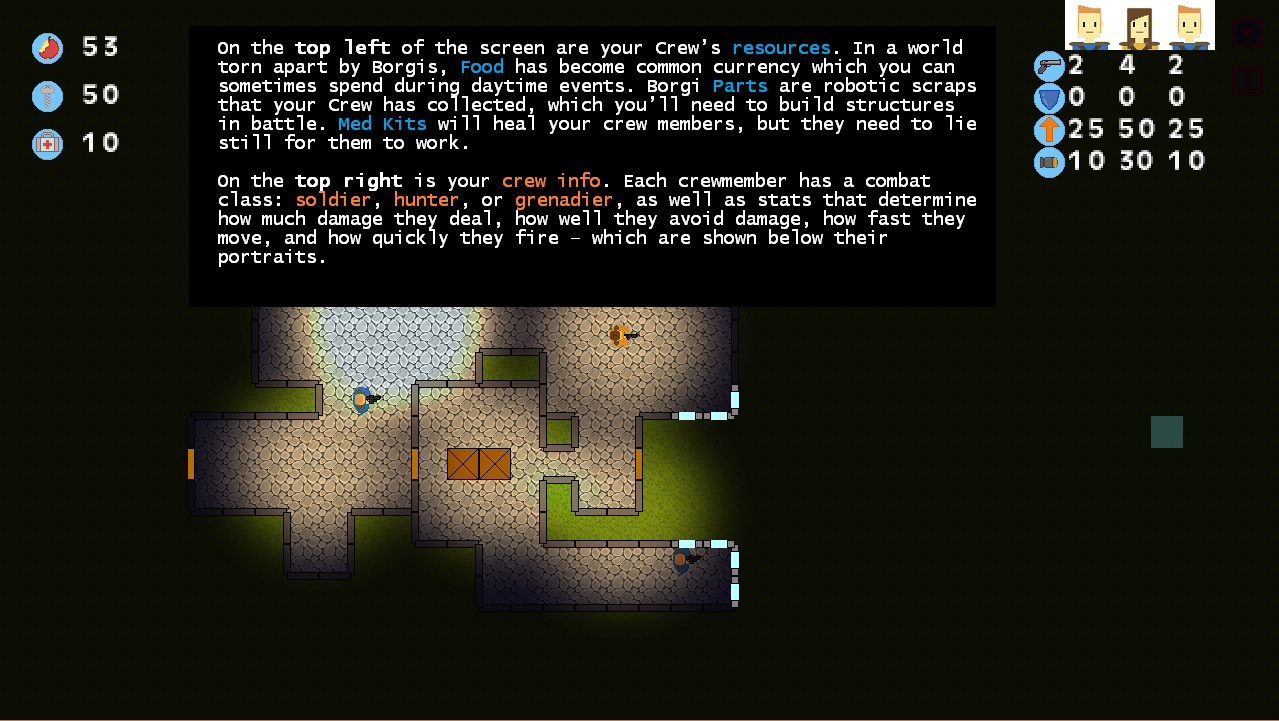 53
50
10
On the top left of the screen are your Crew's resources. In a world
torn apart by Borgis, Food has become common currency which you can
sometimes spend during daytime events. Borgi Parts are robotic scraps
that your Crew has collected, which you'll need to build structures
in battle. Med Kits will heal your crew members, but they need to lie
still for them to work.
On the top right is your crew info. Each crewmember has a combat
class: soldier, hunter, or grenadier, as well as stats that determine
how much damage they deal, how well they avoid damage, how fast they
move, and how quickly they fire – which are shown below their
portraits.
2 4 2
0 0 0
25 50 25
10 30 10